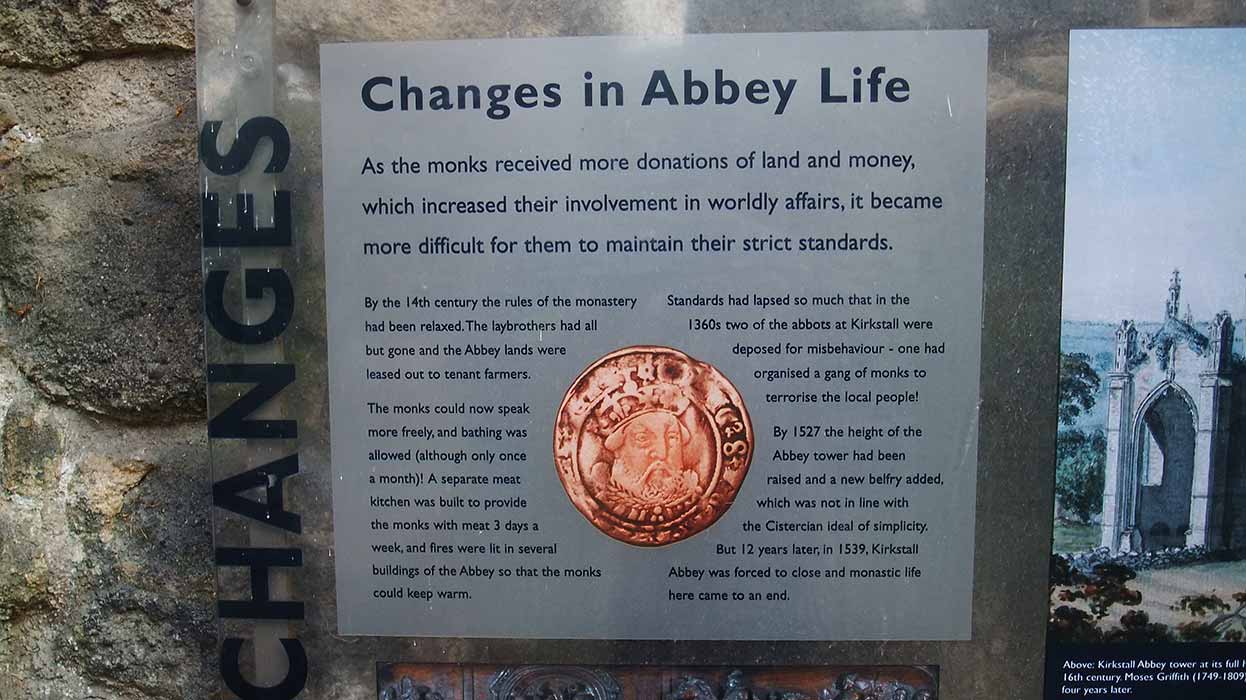 CHANGES
Changes in Abbey Life
As the monks received more donations of land and money,
which increased their involvement in worldly affairs, it became
more difficult for them to maintain their strict standards.
By the 14th century the rules of the monastery
had been relaxed. The laybrothers had all
but gone and the Abbey lands were
leased out to tenant farmers.
The monks could now speak
more freely, and bathing was
allowed (although only once
a month)! A separate meat
kitchen was built to provide
the monks with meat 3 days a
week, and fires were lit in several
buildings of the Abbey so that the monks
could keep warm.
Standards had lapsed so much that in the
1360s two of the abbots at Kirkstall were
deposed for misbehaviour - one had
organised a gang of monks to
terrorise the local people!
By 1527 the height of the
Abbey tower had been
raised and a new belfry added,
which was not in line with
the Cistercian ideal of simplicity.
But 12 years later, in 1539, Kirkstall
Abbey was forced to close and monastic life
here came to an end.
Above: Kirkstall Abbey tower at its full
16th century. Moses Griffith (1749-1809)
four years later.